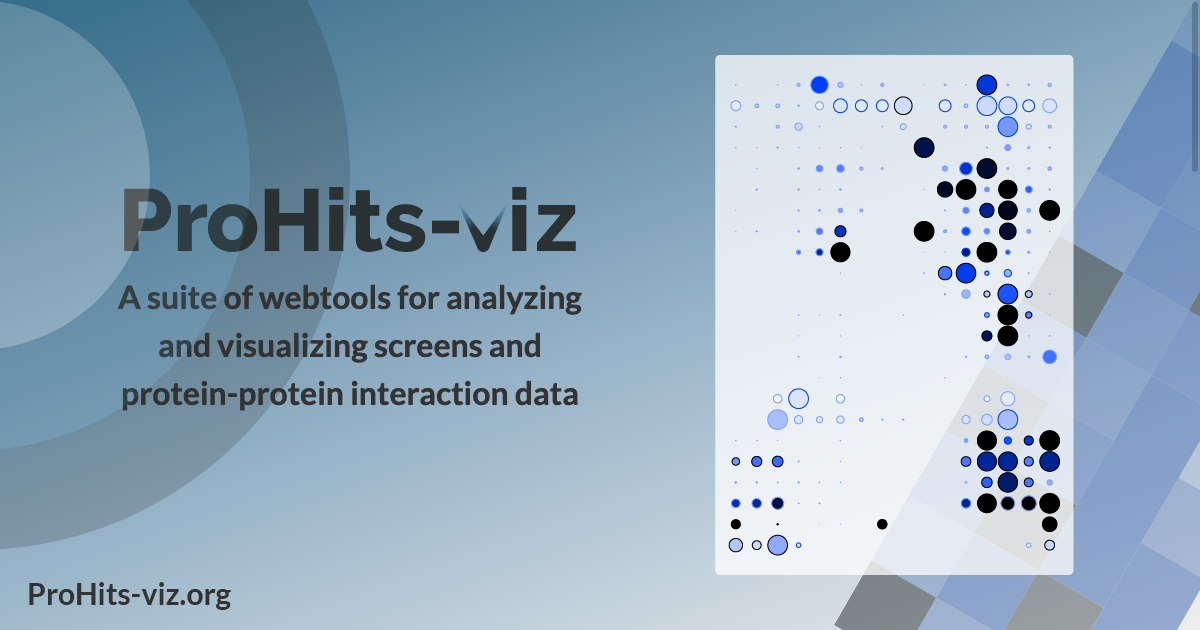 ProHits-viz
A suite of webtools for analyzing
and visualizing screens and
protein-protein interaction data
ProHits-viz.org